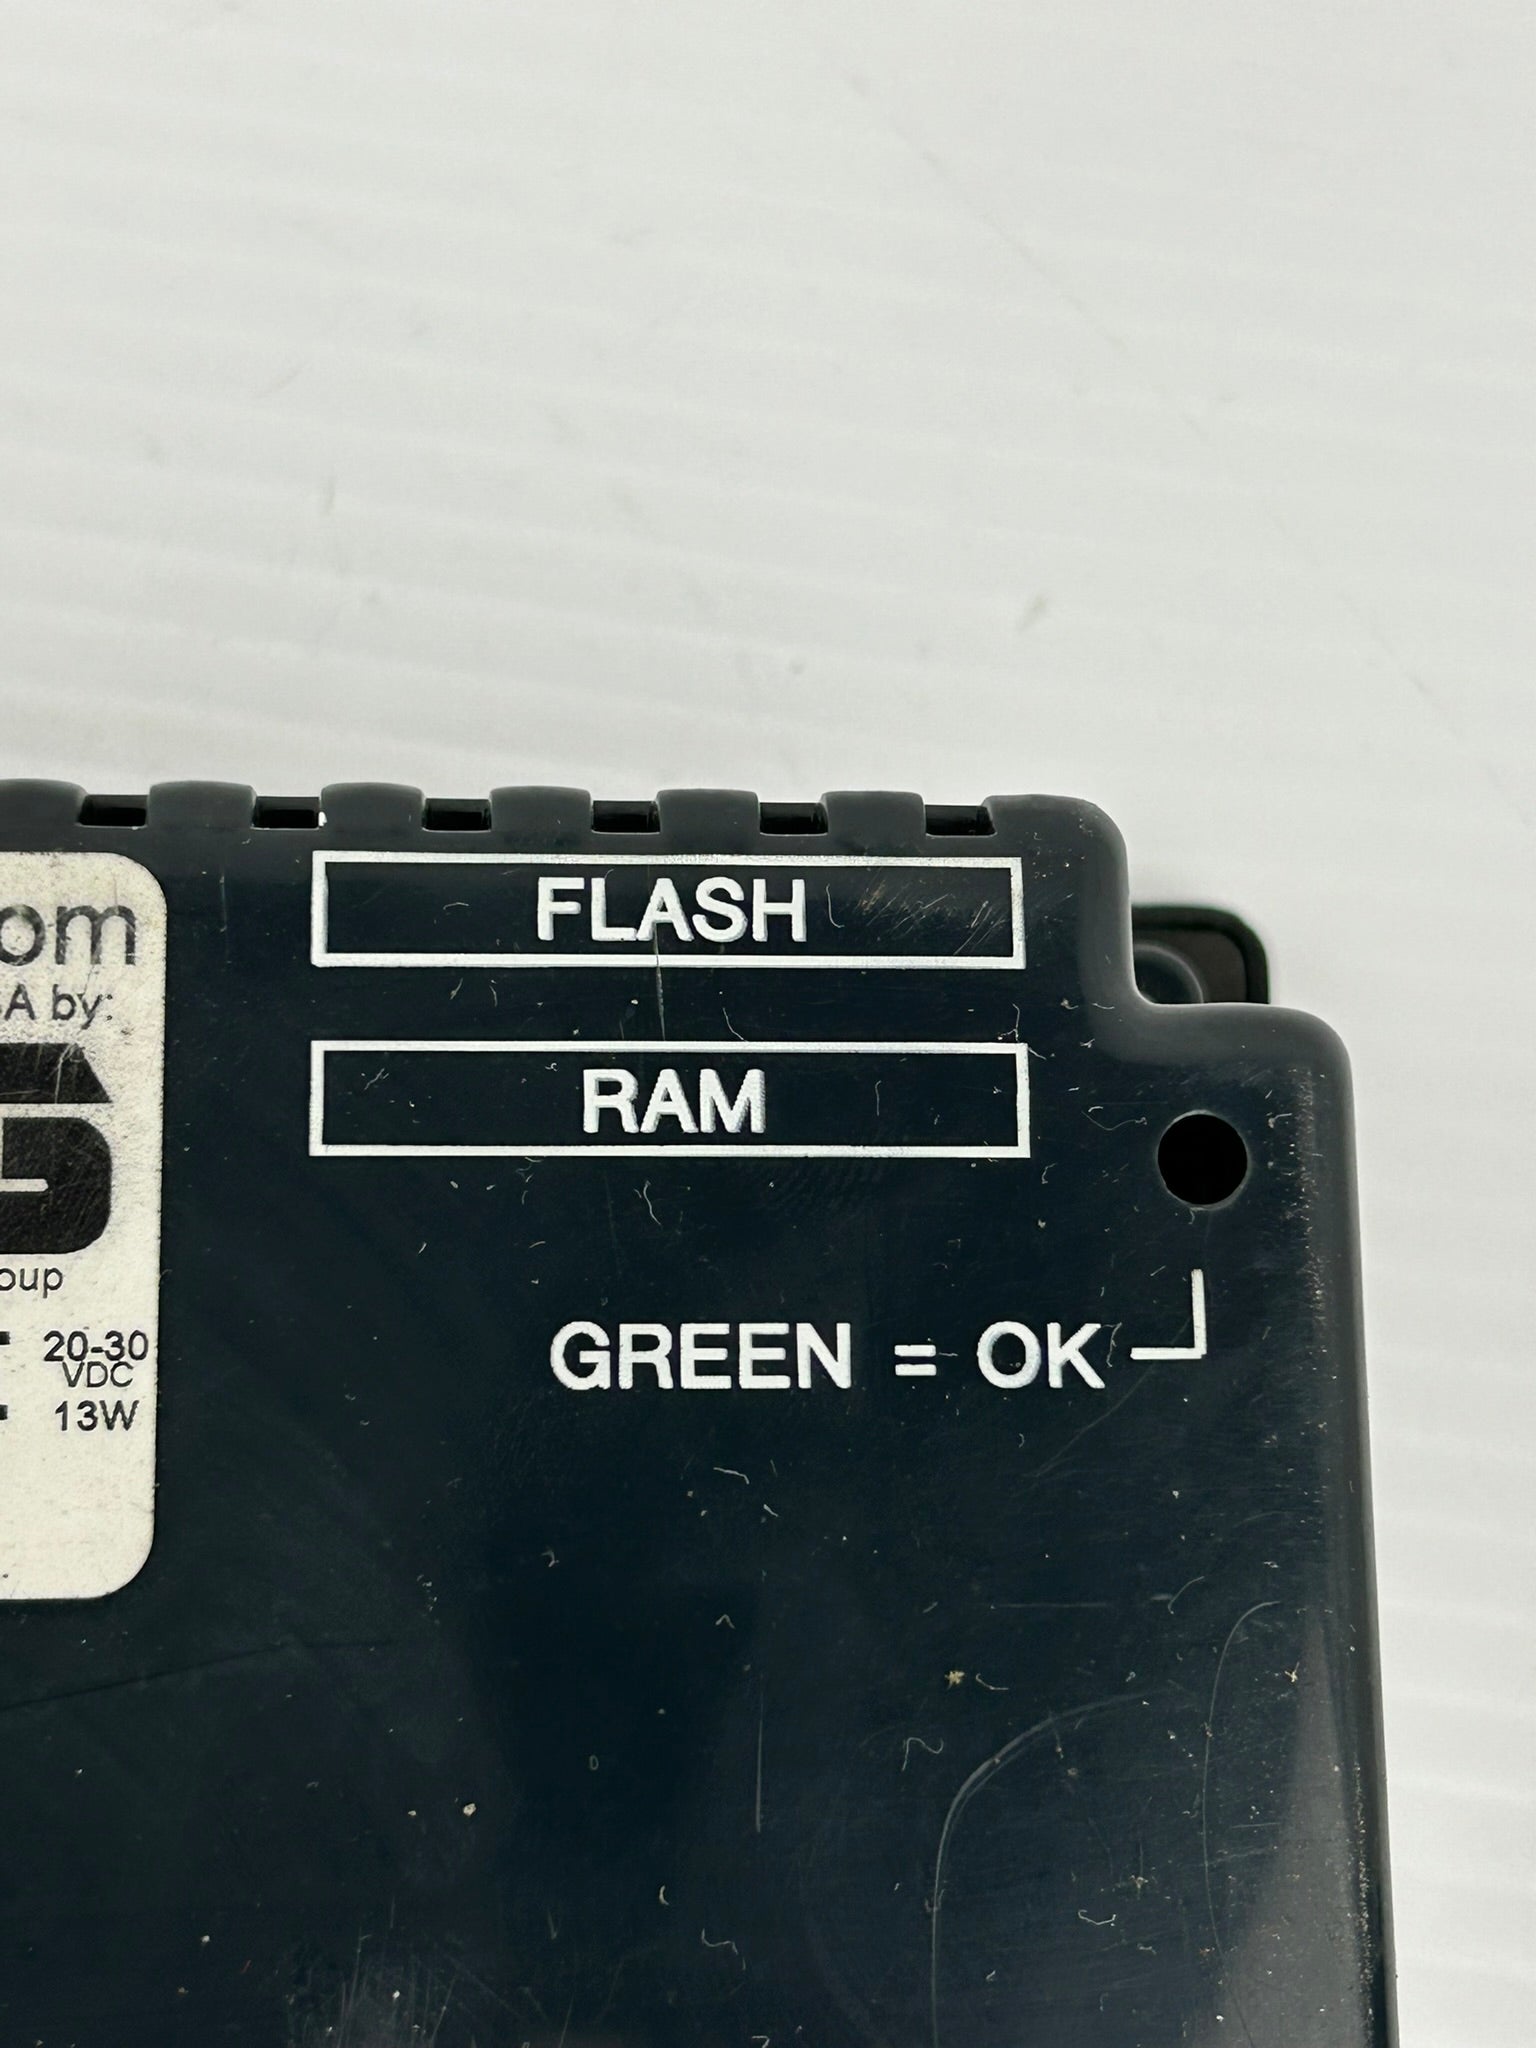 FLASH
RAM
GREEN = OK
om
A by:
oup
20-30
VDC
13W